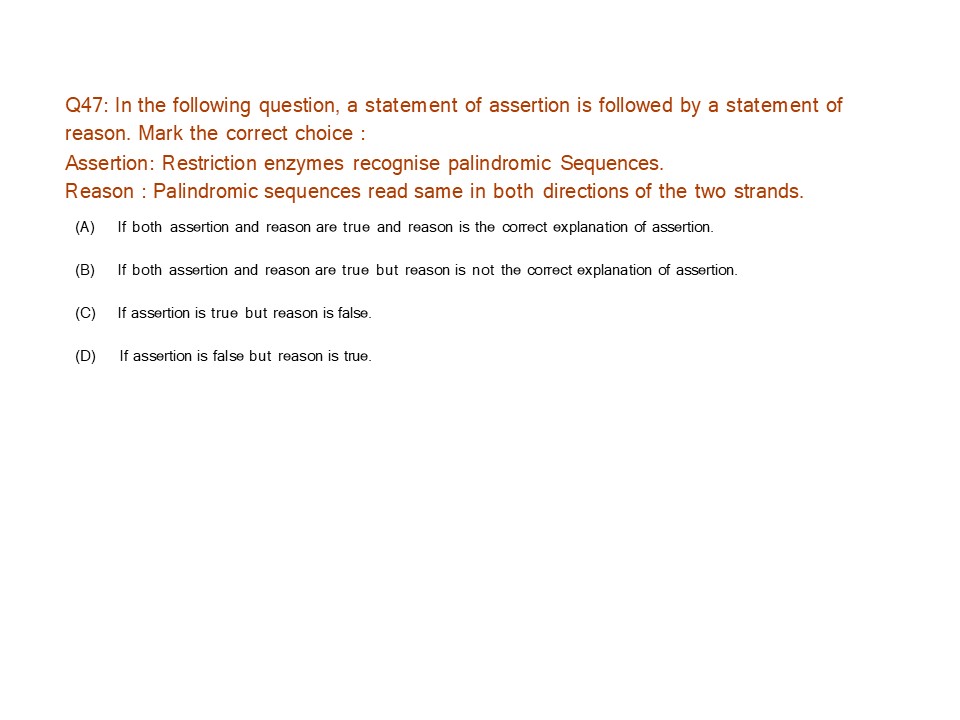 Q47: In the following question, a statement of assertion is followed by a statement of
reason. Mark the correct choice :
Assertion: Restriction enzymes recognise palindromic Sequences.
Reason : Palindromic sequences read same in both directions of the two strands.
(A) If both assertion and reason are true and reason is the correct explanation of assertion.
(B) If both assertion and reason are true but reason is not the correct explanation of assertion.
(C) If assertion is true but reason is false.
(D) If assertion is false but reason is true.